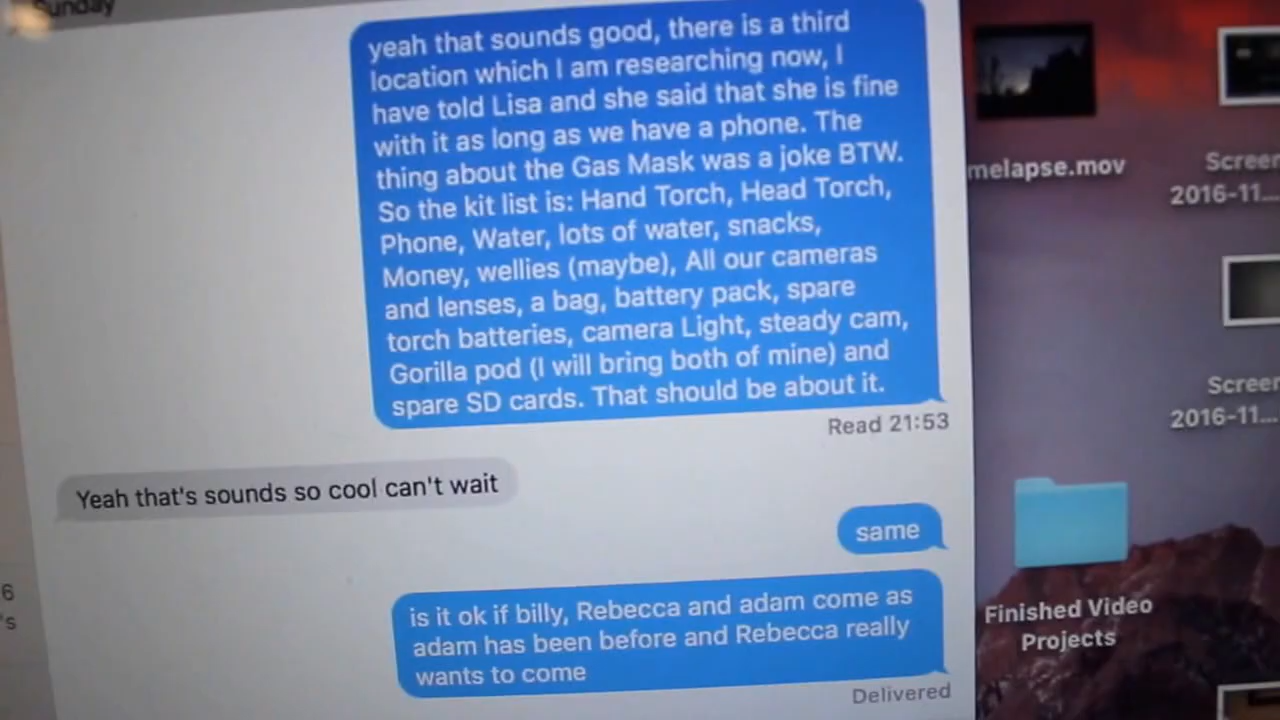 Sunday
yeah that sounds good, there is a third
location which I am researching now, I
have told Lisa and she said that she is fine
with it as long as we have a phone. The
thing about the Gas Mask was a joke BTW.
So the kit list is: Hand Torch, Head Torch,
Phone, Water, lots of water, snacks,
Money, wellies (maybe), All our cameras
and lenses, a bag, battery pack, spare
torch batteries, camera Light, steady cam,
Gorilla pod (I will bring both of mine) and
spare SD cards. That should be about it.
Read 21:53
Yeah that's sounds so cool can't wait
same
is it ok if billy, Rebecca and adam come as
adam has been before and Rebecca really
wants to come
Delivered
6
's
melapse.mov
Screen
2016-11...
Screen
2016-11...
Finished Video
Projects